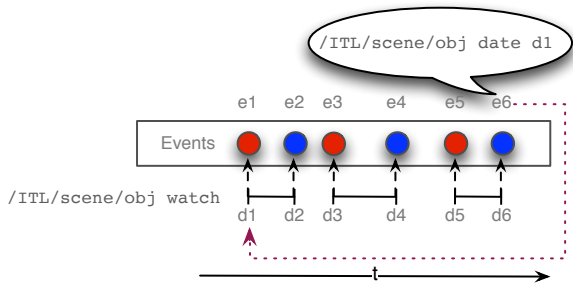 /ITL/scene/obj date d1
e1 e2 e3 e4 e5 e6
Events
/ITL/scene/obj watch
d1 d2 d3 d4 d5 d6
t